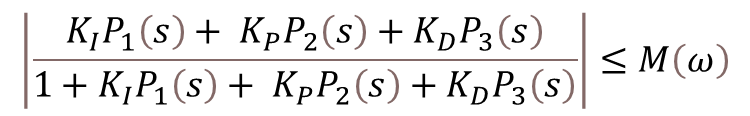 |(K_I P_1(s) + K_P P_2(s) + K_D P_3(s)) / (1 + K_I P_1(s) + K_P P_2(s) + K_D P_3(s))| ≤ M(ω)